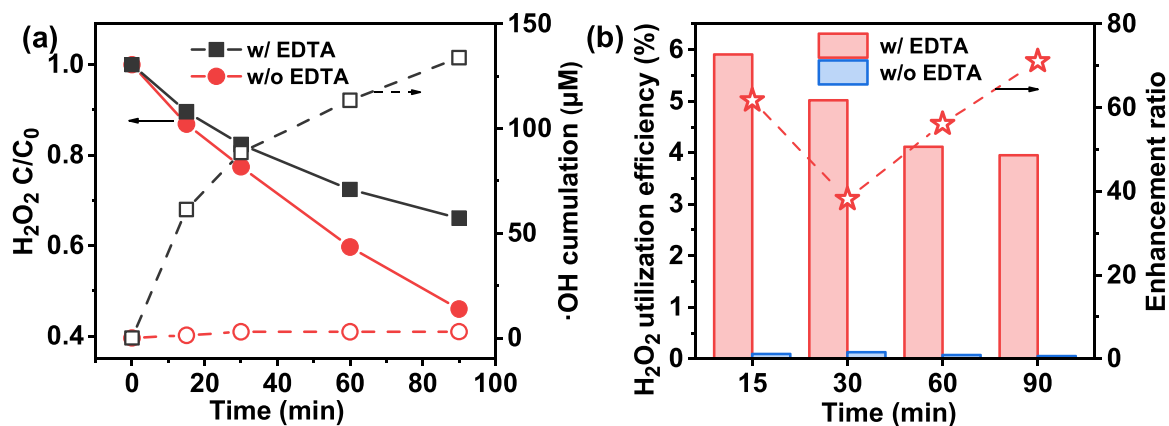 (a)
w/ EDTA
w/o EDTA
H₂O₂ C/C₀
1.0
0.8
0.6
0.4
0
20
40
60
80
100
Time (min)
150
100
50
0
·OH cumulation (μM)
(b)
w/ EDTA
w/o EDTA
H₂O₂ utilization efficiency (%)
6
5
4
3
2
1
0
15
30
60
90
Time (min)
80
60
40
20
0
Enhancement ratio